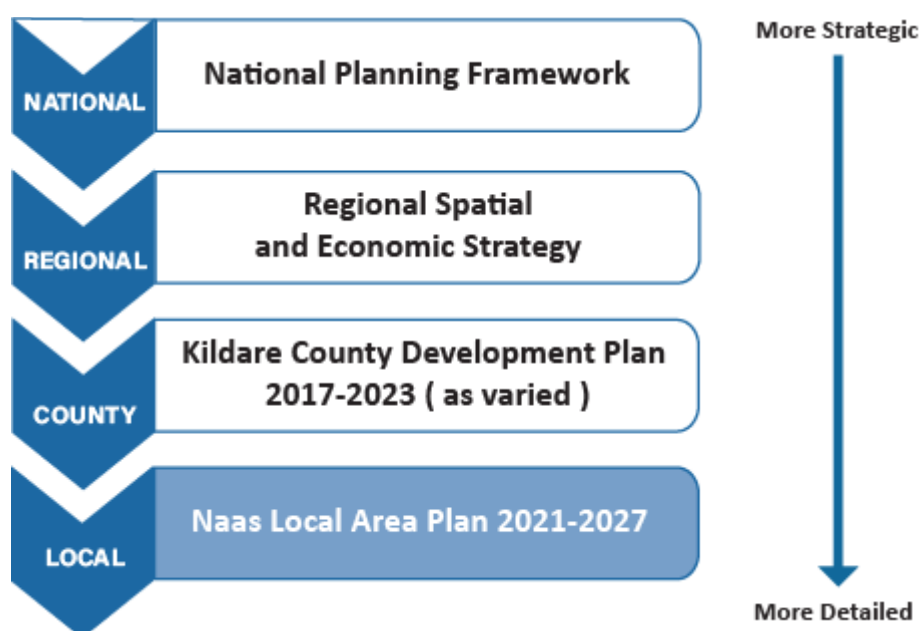 More Strategic
NATIONAL
National Planning Framework
REGIONAL
Regional Spatial
and Economic Strategy
COUNTY
Kildare County Development Plan
2017-2023 ( as varied )
LOCAL
Naas Local Area Plan 2021-2027
More Detailed